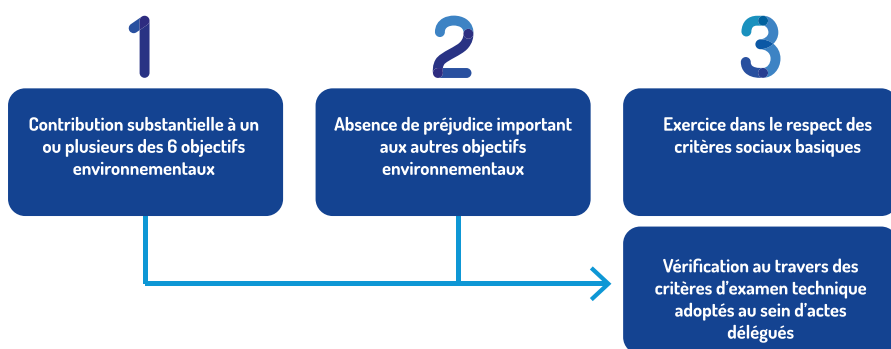 1
2
3
Contribution substantielle à un
ou plusieurs des 6 objectifs
environnementaux
Absence de préjudice important
aux autres objectifs
environnementaux
Exercice dans le respect des
critères sociaux basiques
Vérification au travers des
critères d'examen technique
adoptés au sein d'actes
délégués